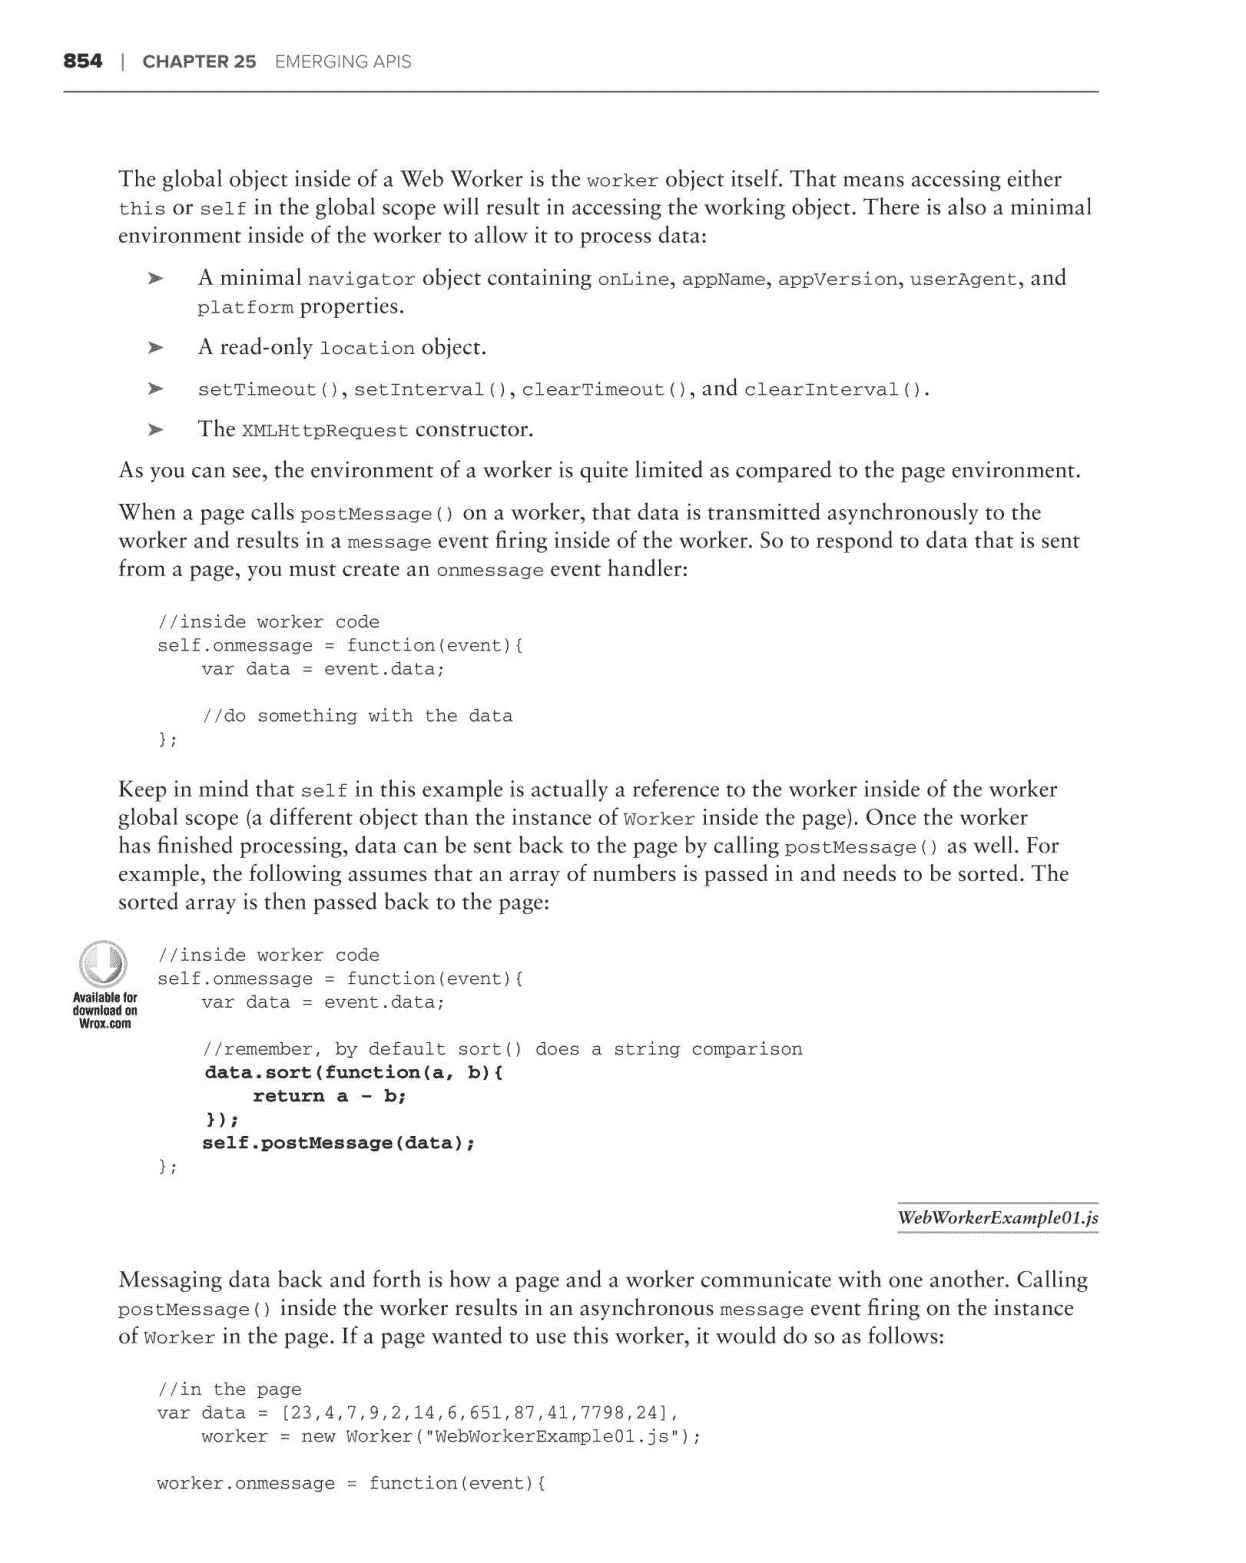 854 | CHAPTER 25 EMERGING APIS
The global object inside of a Web Worker is the worker object itself. That means accessing either
this or self in the global scope will result in accessing the working object. There is also a minimal
environment inside of the worker to allow it to process data:
➤ A minimal navigator object containing onLine, appName, appVersion, userAgent, and
platform properties.
➤ A read-only location object.
➤ setTimeout(), setInterval(), clearTimeout(), and clearInterval().
➤ The XMLHttpRequest constructor.
As you can see, the environment of a worker is quite limited as compared to the page environment.
When a page calls postMessage() on a worker, that data is transmitted asynchronously to the
worker and results in a message event firing inside of the worker. So to respond to data that is sent
from a page, you must create an onmessage event handler:
//inside worker code
self.onmessage = function(event){
    var data = event.data;
    //do something with the data
};
Keep in mind that self in this example is actually a reference to the worker inside of the worker
global scope (a different object than the instance of Worker inside the page). Once the worker
has finished processing, data can be sent back to the page by calling postMessage() as well. For
example, the following assumes that an array of numbers is passed in and needs to be sorted. The
sorted array is then passed back to the page:
Available for
download on
Wrox.com
//inside worker code
self.onmessage = function(event){
    var data = event.data;
    //remember, by default sort() does a string comparison
    data.sort(function(a, b){
        return a - b;
    });
    self.postMessage(data);
};
WebWorkerExample01.js
Messaging data back and forth is how a page and a worker communicate with one another. Calling
postMessage() inside the worker results in an asynchronous message event firing on the instance
of Worker in the page. If a page wanted to use this worker, it would do so as follows:
//in the page
var data = [23,4,7,9,2,14,6,651,87,41,7798,24],
    worker = new Worker("WebWorkerExample01.js");
worker.onmessage = function(event){